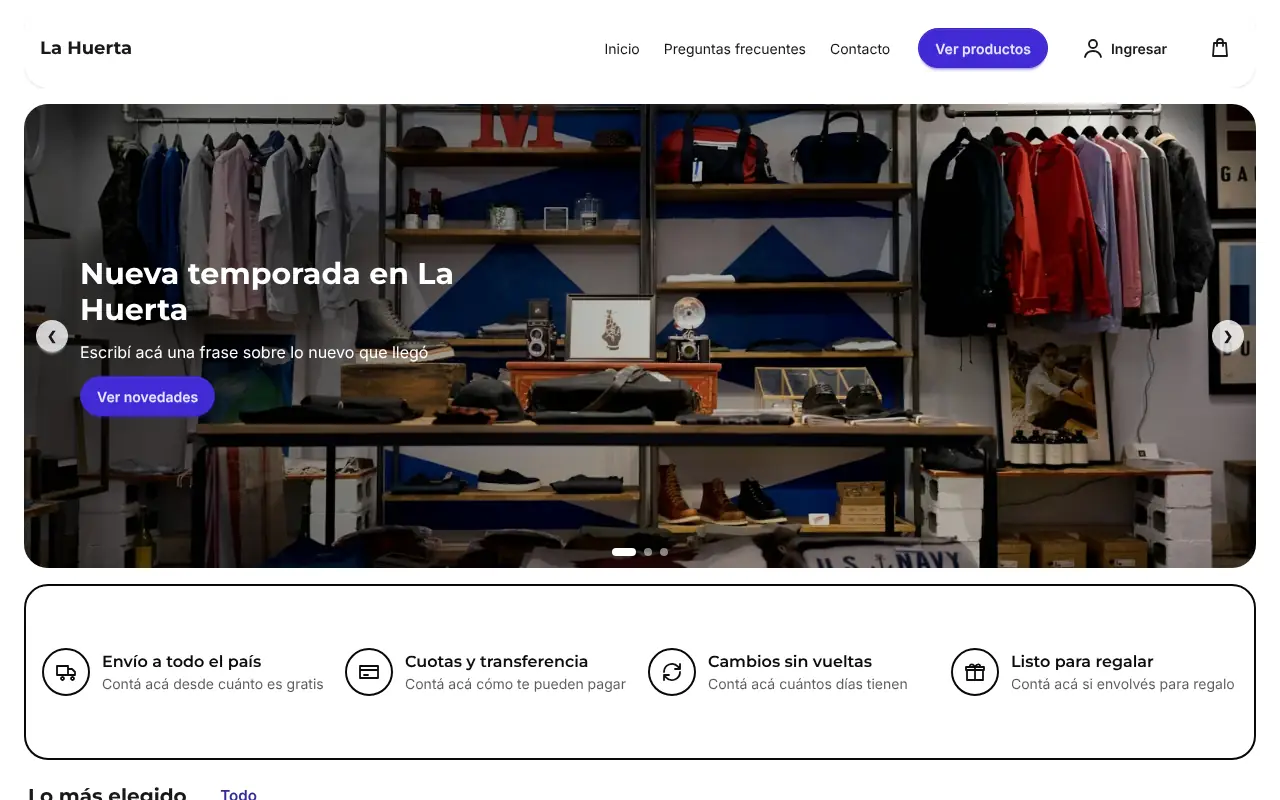 La Huerta
Inicio
Preguntas frecuentes
Contacto
Ver productos
Ingresar
M
GA
Nueva temporada en La
Huerta
Escribí acá una frase sobre lo nuevo que llegó
Ver novedades
U.S. NAVY
Envío a todo el país
Contá acá desde cuánto es gratis
Cuotas y transferencia
Contá acá cómo te pueden pagar
Cambios sin vueltas
Contá acá cuántos días tienen
Listo para regalar
Contá acá si envolvés para regalo
Lo más elegido
Todo